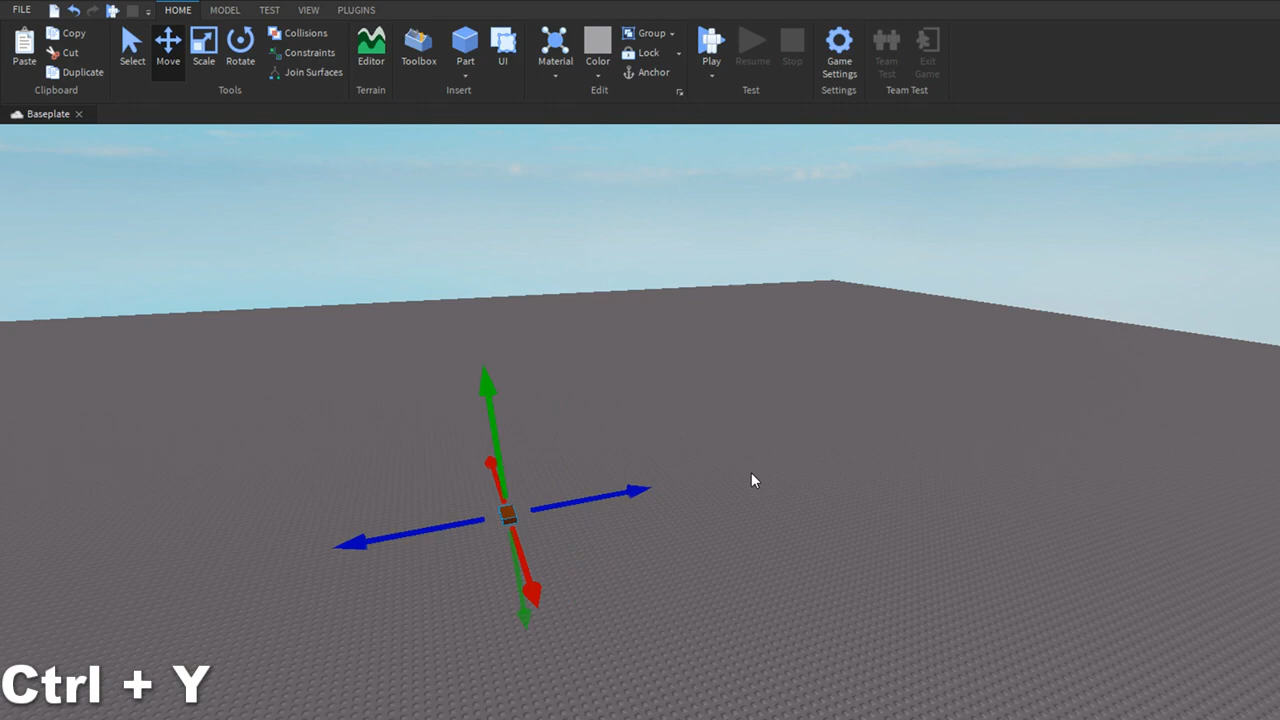 FILE HOME MODEL TEST VIEW PLUGINS
Paste Copy Cut Duplicate Clipboard
Select Move Scale Rotate Collisions Constraints Join Surfaces Tools
Editor Terrain
Toolbox Part UI Insert
Material Color Group Lock Anchor Edit
Play Resume Stop Test
Game Settings Settings
Team Test Exit Game Team Test
Baseplate
Ctrl + Y